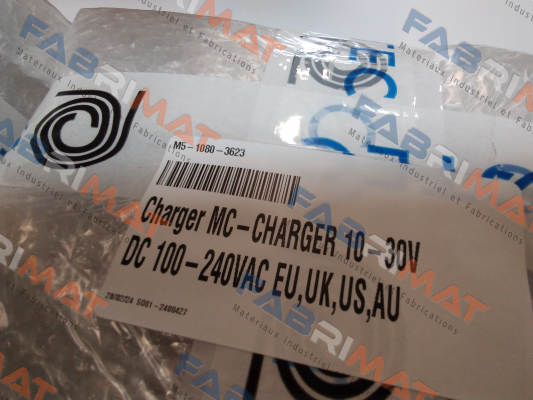 M5-1080-3623
Charger MC-CHARGER 10-30V
DC 100-240VAC EU,UK,US,AU
FABRIMAT
Matériaux Industriel et Fabrications